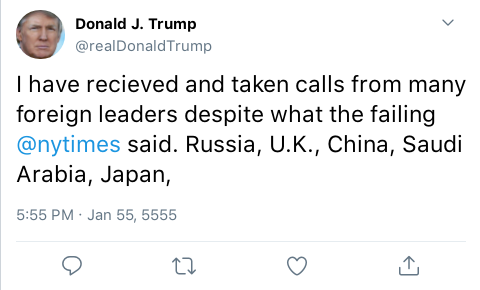 Donald J. Trump
@realDonaldTrump
I have recieved and taken calls from many
foreign leaders despite what the failing
@nytimes said. Russia, U.K., China, Saudi
Arabia, Japan,
5:55 PM · Jan 55, 5555